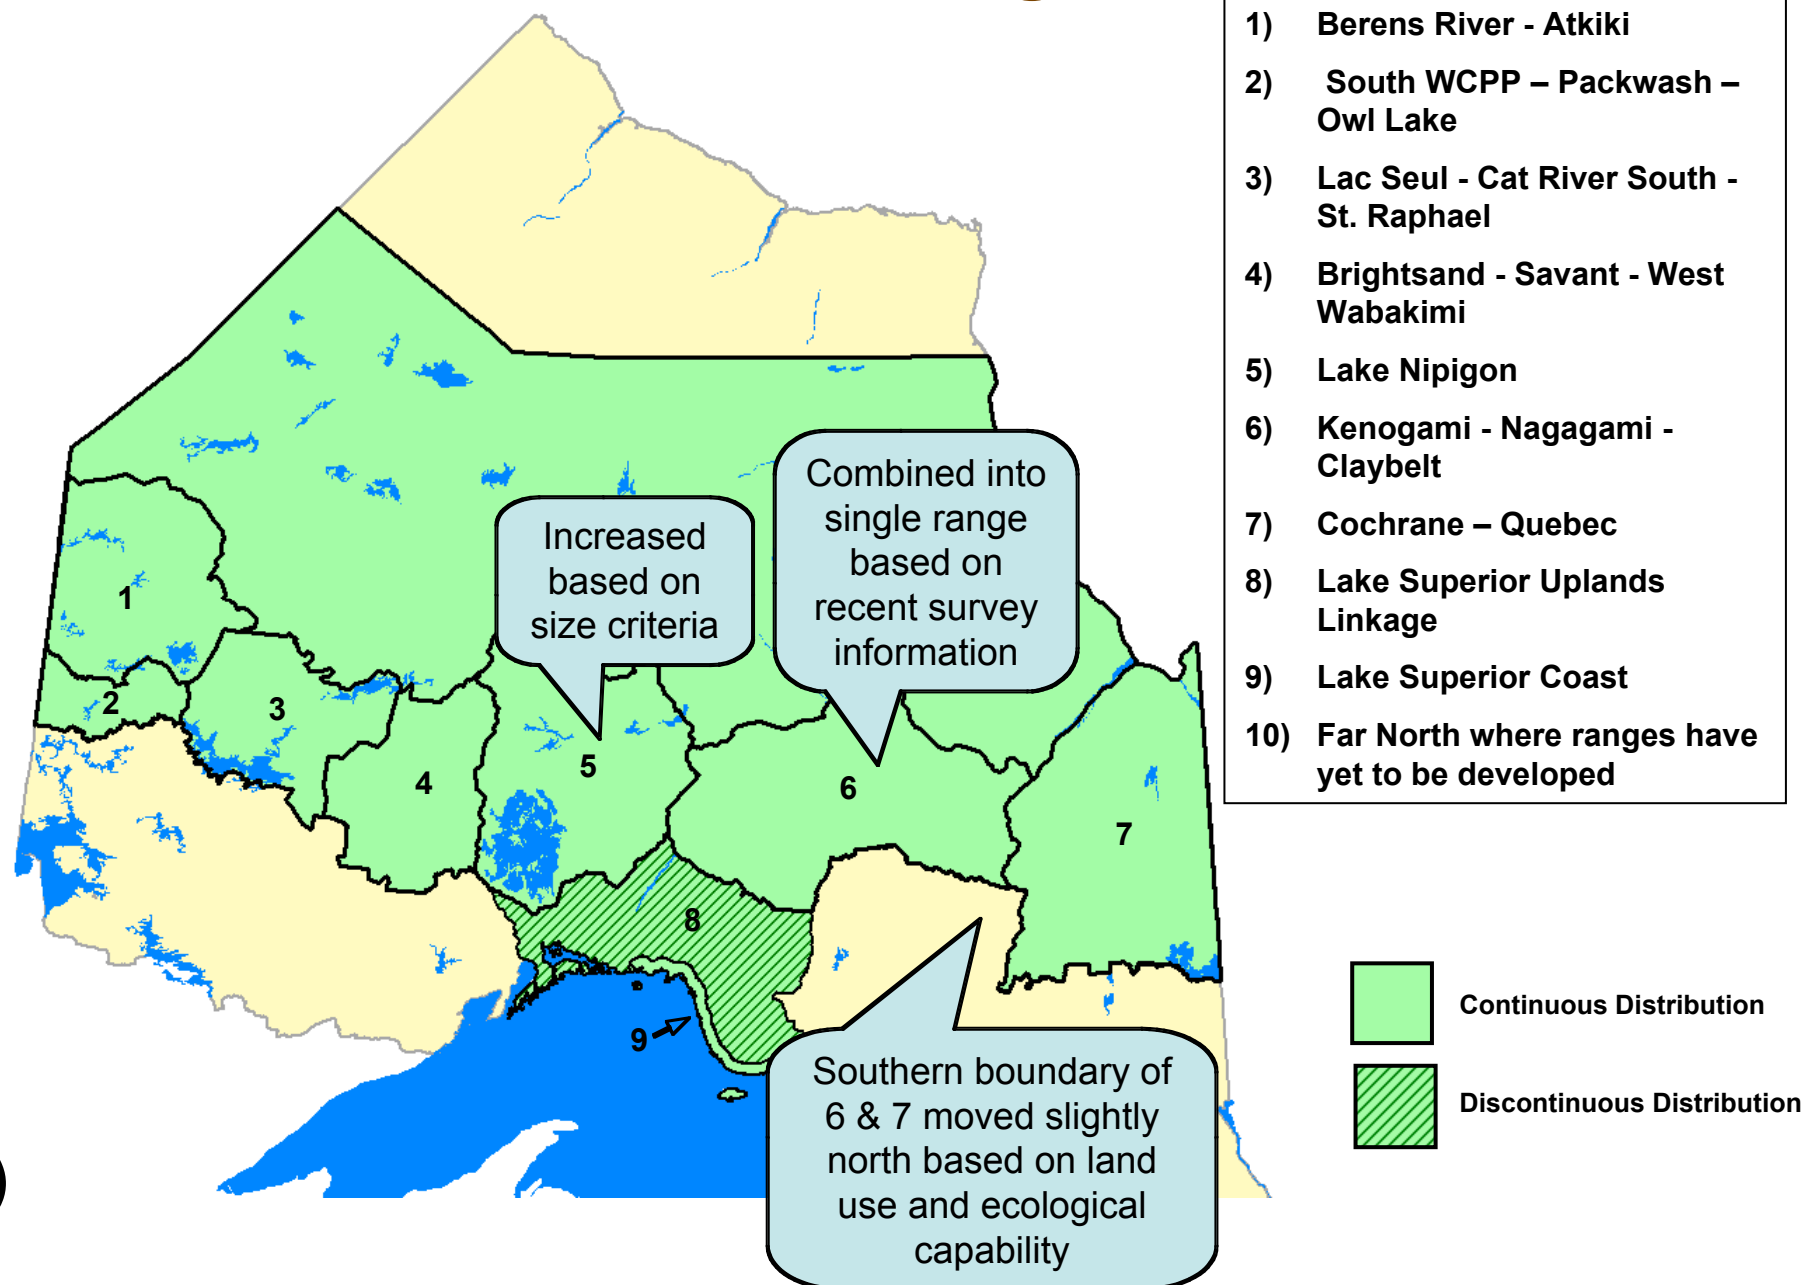 1) Berens River - Atkiki
2) South WCPP – Packwash –
Owl Lake
3) Lac Seul - Cat River South -
St. Raphael
4) Brightsand - Savant - West
Wabakimi
5) Lake Nipigon
6) Kenogami - Nagagami -
Claybelt
7) Cochrane – Quebec
8) Lake Superior Uplands
Linkage
9) Lake Superior Coast
10) Far North where ranges have
yet to be developed
Combined into
single range
based on
recent survey
information
Increased
based on
size criteria
1
2
3
4
5
6
7
8
9
Southern boundary of
6 & 7 moved slightly
north based on land
use and ecological
capability
Continuous Distribution
Discontinuous Distribution